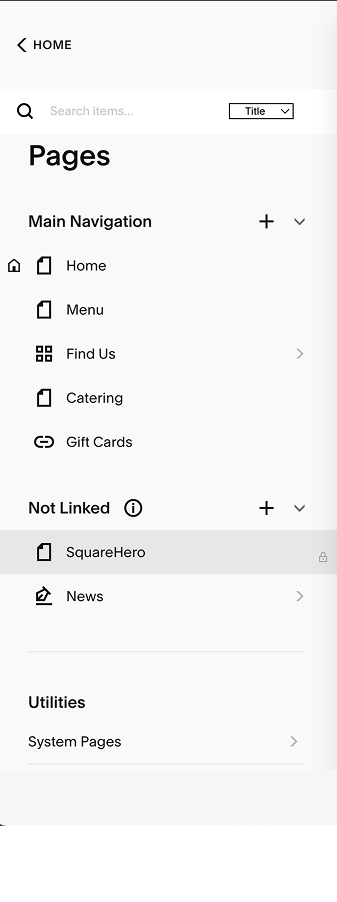 HOME
Search items...
Title
Pages
Main Navigation
Home
Menu
Find Us
Catering
Gift Cards
Not Linked
SquareHero
News
Utilities
System Pages